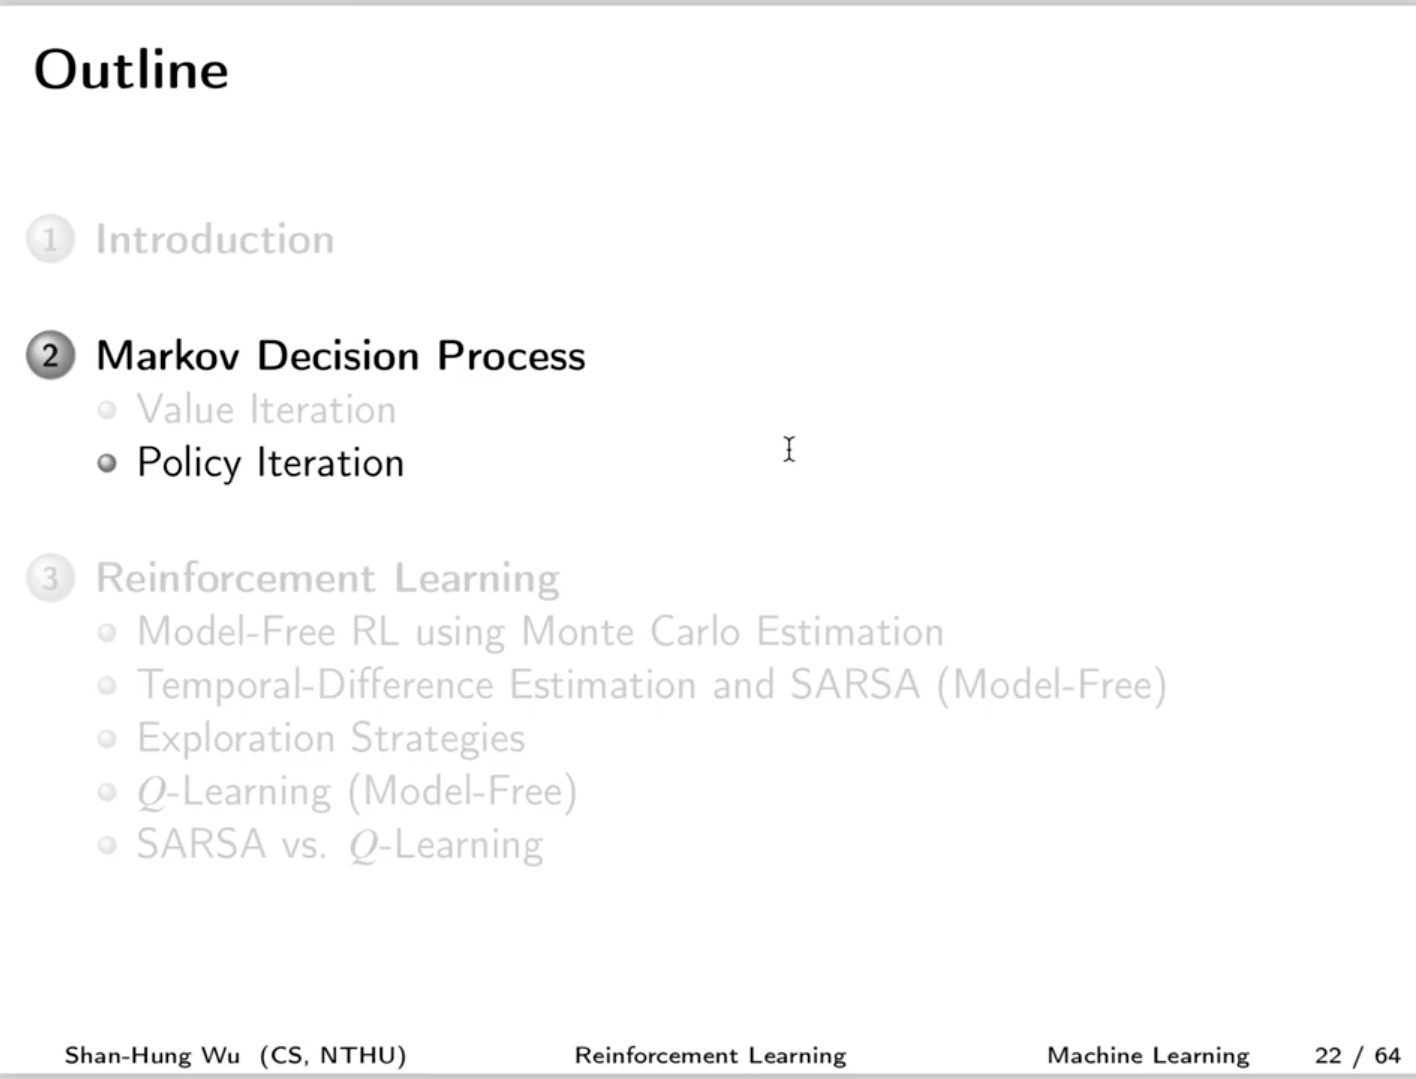 Outline
1 Introduction
2 Markov Decision Process
Value Iteration
Policy Iteration
3 Reinforcement Learning
Model-Free RL using Monte Carlo Estimation
Temporal-Difference Estimation and SARSA (Model-Free)
Exploration Strategies
Q-Learning (Model-Free)
SARSA vs. Q-Learning
Shan-Hung Wu (CS, NTHU) Reinforcement Learning Machine Learning 22 / 64